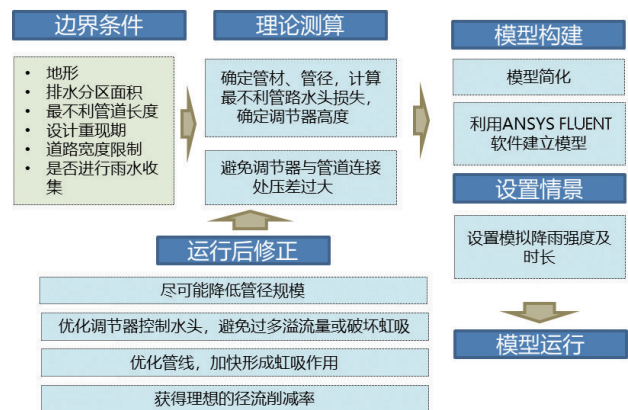 边界条件
• 地形
• 排水分区面积
• 最不利管道长度
• 设计重现期
• 道路宽度限制
• 是否进行雨水收
集
理论测算
确定管材、管径，计算
最不利管路水头损失，
确定调节器高度
避免调节器与管道连接
处压差过大
模型构建
模型简化
利用ANSYS FLUENT
软件建立模型
设置情景
设置模拟降雨强度及
时长
模型运行
运行后修正
尽可能降低管径规模
优化调节器控制水头，避免过多溢流量或破坏虹吸
优化管线，加快形成虹吸作用
获得理想的径流削减率